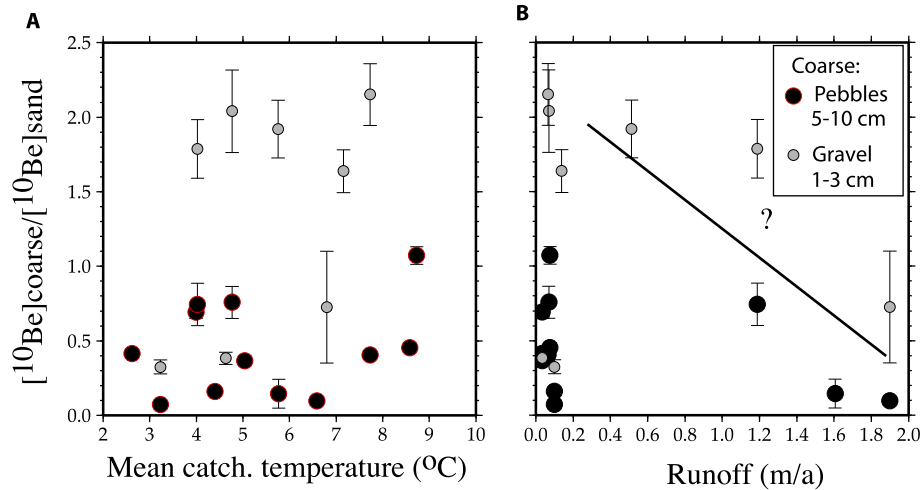 A
B
2.5
2.0
1.5
1.0
0.5
0.0
[10Be]coarse/[10Be]sand
2 3 4 5 6 7 8 9 10
Mean catch. temperature (oC)
Coarse:
Pebbles
5-10 cm
Gravel
1-3 cm
?
0.0 0.2 0.4 0.6 0.8 1.0 1.2 1.4 1.6 1.8 2.0
Runoff (m/a)